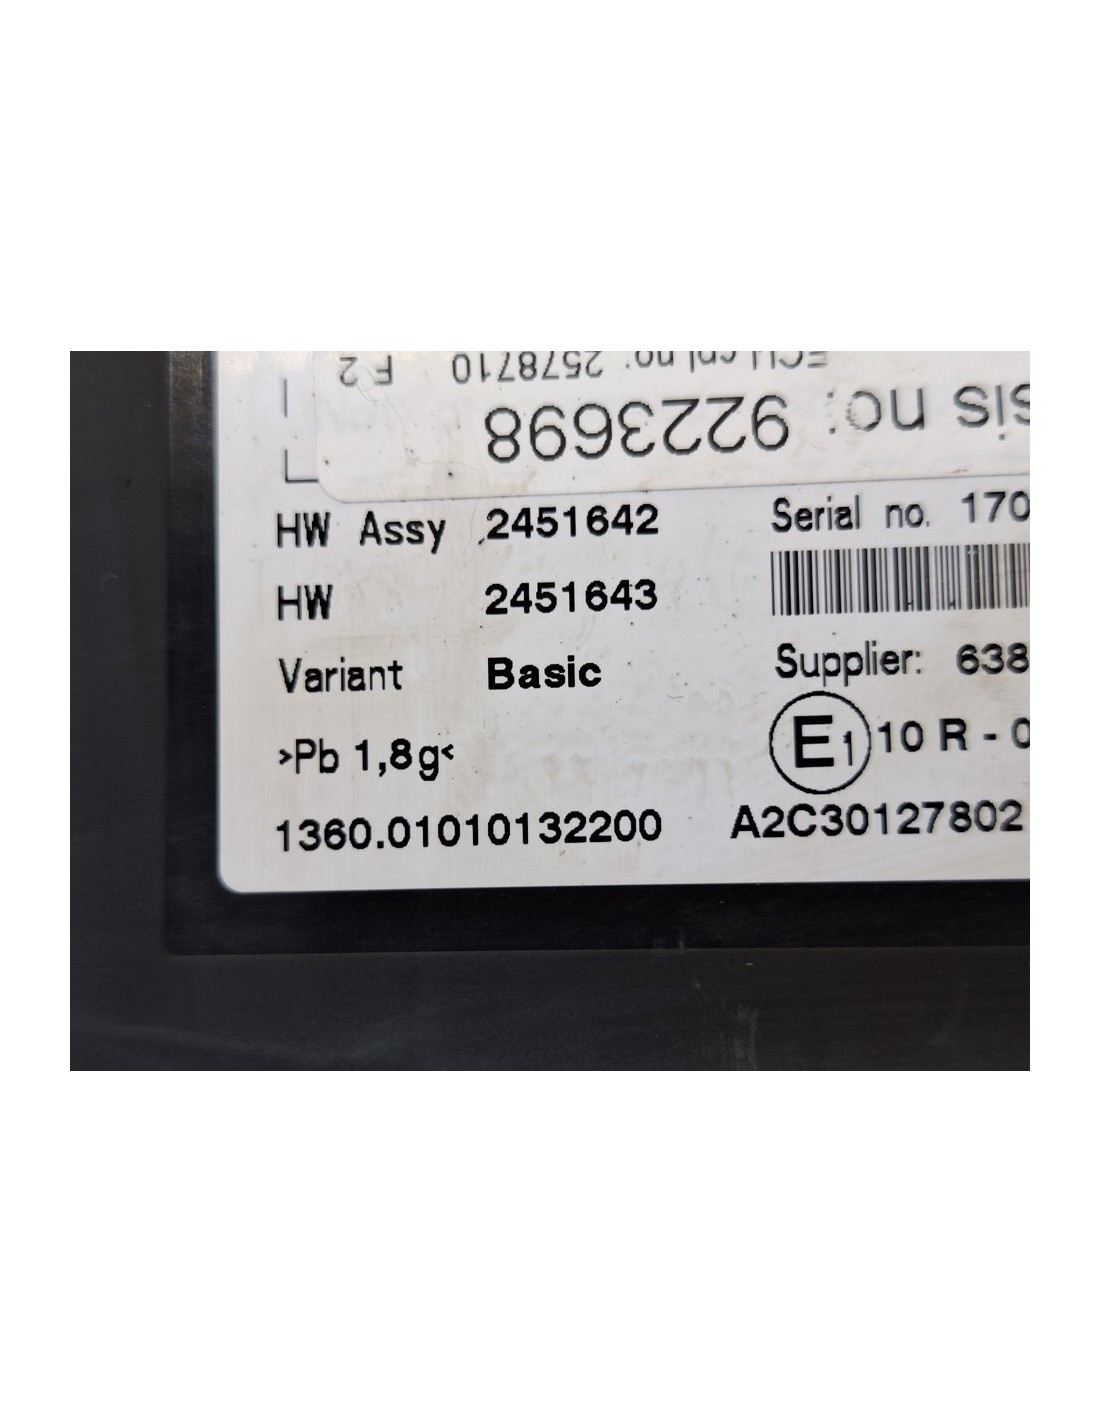 ECU cpl no: 2578710 F 2
sis no: 9223698
HW Assy 2451642
Serial no. 170
HW 2451643
Variant Basic
Supplier: 638
>Pb 1,8g<
E1 10 R - 0
1360.01010132200 A2C30127802